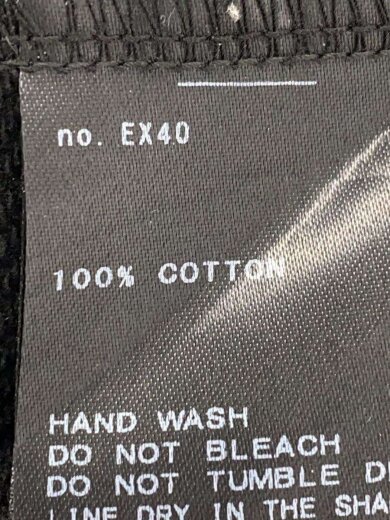 no. EX40
100% COTTON
HAND WASH
DO NOT BLEACH
DO NOT TUMBLE
LINE DRY IN THE